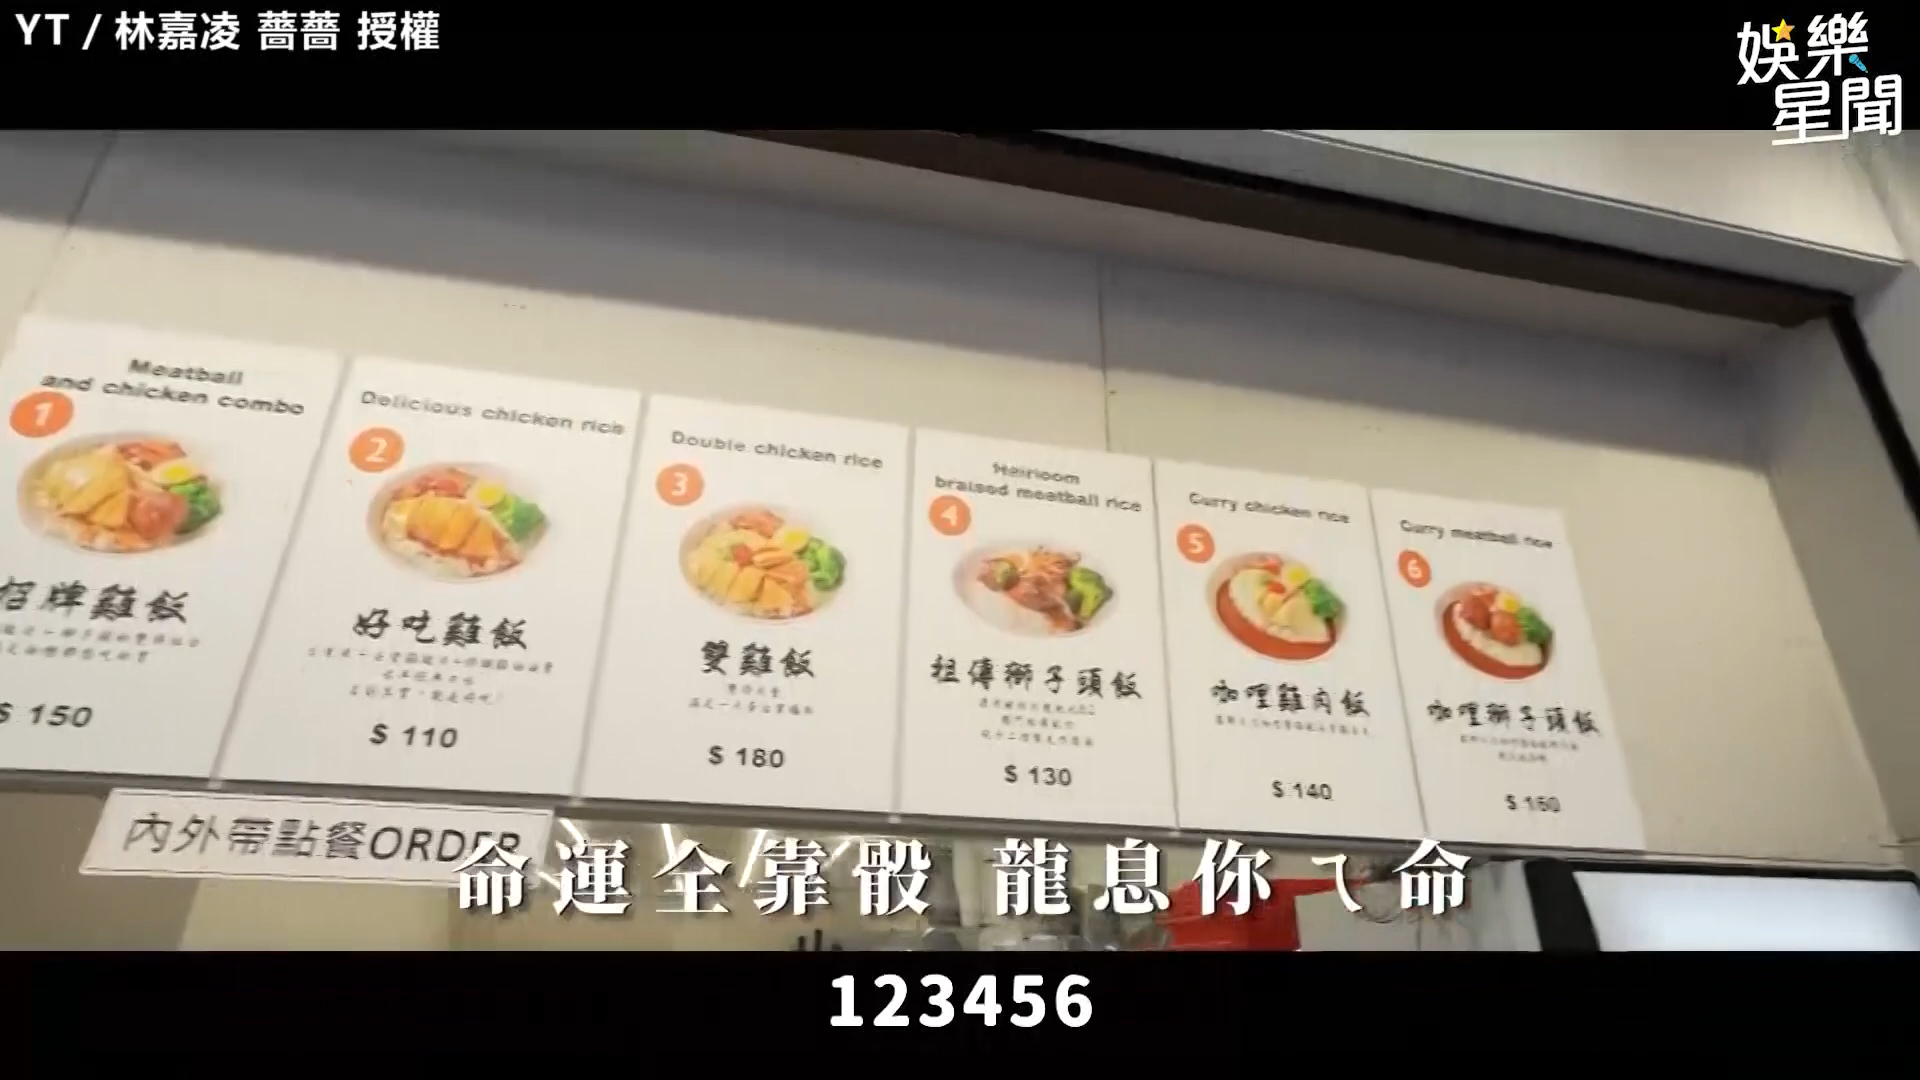 YT / 林嘉凌 薔薔 授權
娛樂
星聞
Meatball
and chicken combo
1
招牌雞飯
$ 150
Delicious chicken rice
2
好吃雞飯
$ 110
Double chicken rice
3
雙雞飯
$ 180
Heirloom
braised meatball rice
4
祖傳獅子頭飯
$ 130
Curry chicken rice
5
咖哩雞肉飯
$ 140
Curry meatball rice
6
咖哩獅子頭飯
$ 160
內外帶點餐ORDER
命運全靠骰 龍息你ㄟ命
123456